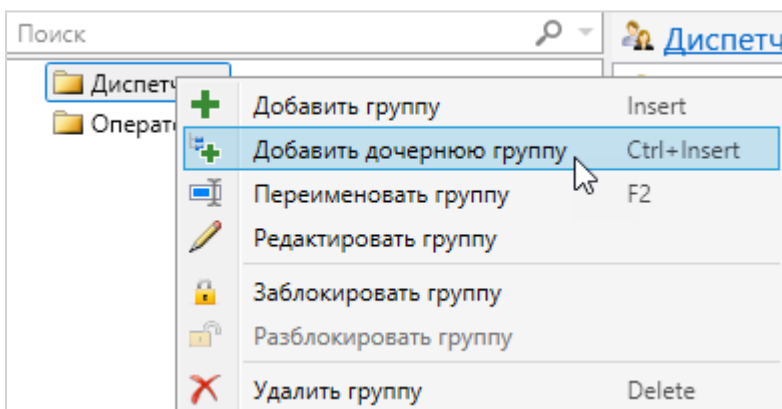 Поиск
Диспетч
Диспетч
Операт
Добавить группу Insert
Добавить дочернюю группу Ctrl+Insert
Переименовать группу F2
Редактировать группу
Заблокировать группу
Разблокировать группу
Удалить группу Delete